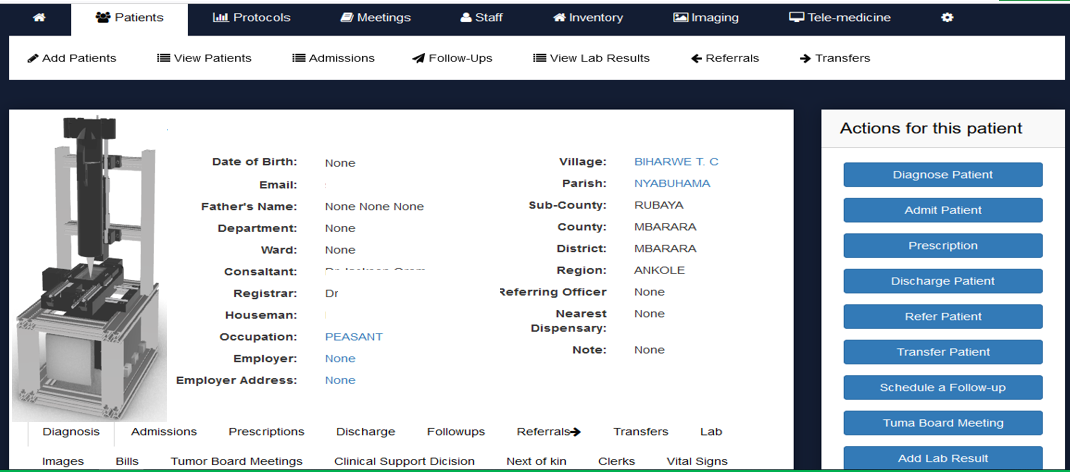 Patients Protocols Meetings Staff Inventory Imaging Tele-medicine
Add Patients View Patients Admissions Follow-Ups View Lab Results Referrals Transfers
Actions for this patient
Date of Birth: None
Email:
Father's Name: None None None
Department: None
Ward: None
Consaltant:
Registrar: Dr
Houseman:
Occupation: PEASANT
Employer: None
Employer Address: None
Village: BIHARWE T. C
Parish: NYABUHAMA
Sub-County: RUBAYA
County: MBARARA
District: MBARARA
Region: ANKOLE
Referring Officer None
Nearest None
Dispensary:
Note: None
Diagnose Patient
Admit Patient
Prescription
Discharge Patient
Refer Patient
Transfer Patient
Schedule a Follow-up
Tuma Board Meeting
Add Lab Result
Diagnosis Admissions Prescriptions Discharge Followups Referrals Transfers Lab
Images Bills Tumor Board Meetings Clinical Support Dicision Next of kin Clerks Vital Signs